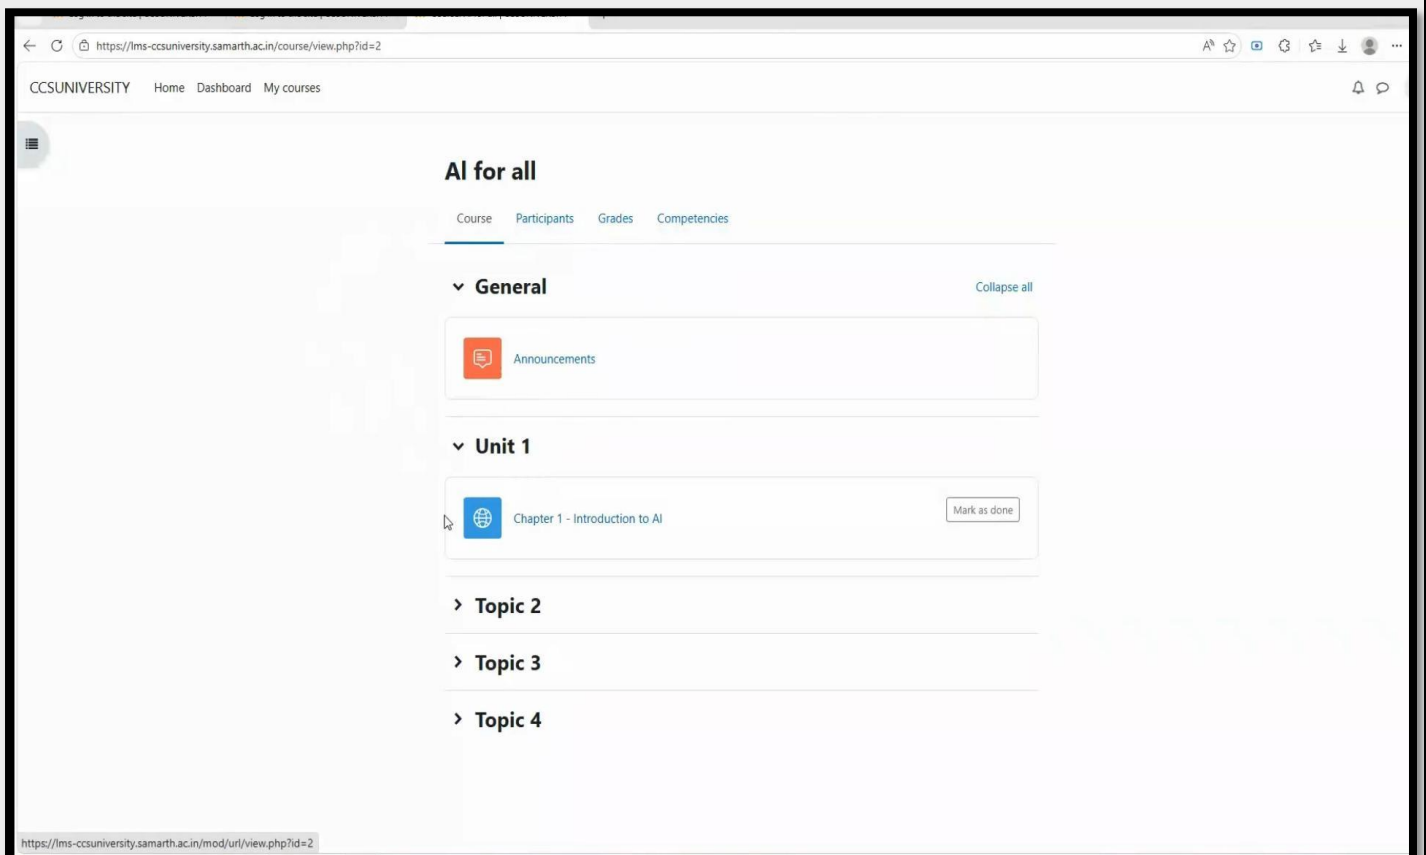 https://lms-ccsuniversity.samarth.ac.in/course/view.php?id=2
CCSUNIVERSITY Home Dashboard My courses
AI for all
Course Participants Grades Competencies
General Collapse all
Announcements
Unit 1
Chapter 1 - Introduction to AI Mark as done
Topic 2
Topic 3
Topic 4
https://lms-ccsuniversity.samarth.ac.in/mod/url/view.php?id=2